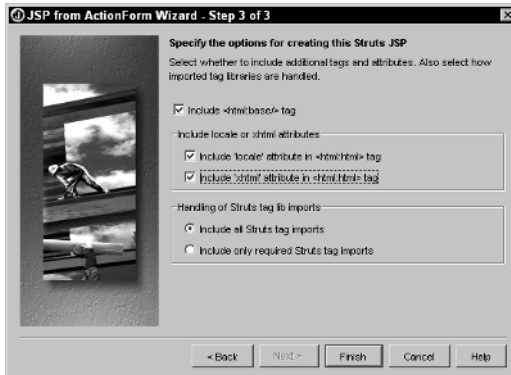 JSP from ActionForm Wizard - Step 3 of 3
Specify the options for creating this Struts JSP
Select whether to include additional tags and attributes. Also select how
imported tag libraries are handled.
Include <html:base/> tag
Include locale or xhtml attributes
Include 'locale' attribute in <html:html> tag
Include 'xhtml' attribute in <html:html> tag
Handling of Struts tag lib imports
Include all Struts tag imports
Include only required Struts tag imports
< Back Next > Finish Cancel Help